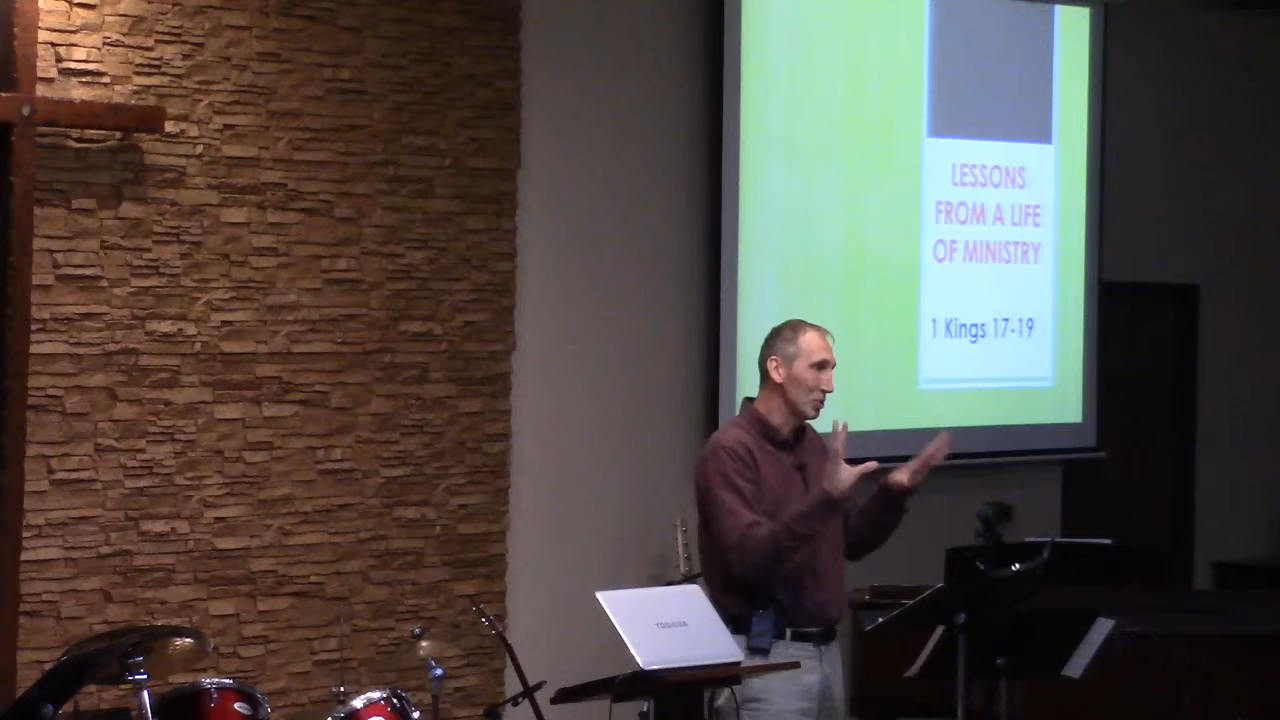 LESSONS
FROM A LIFE
OF MINISTRY
1 Kings 17-19
TOSHIBA